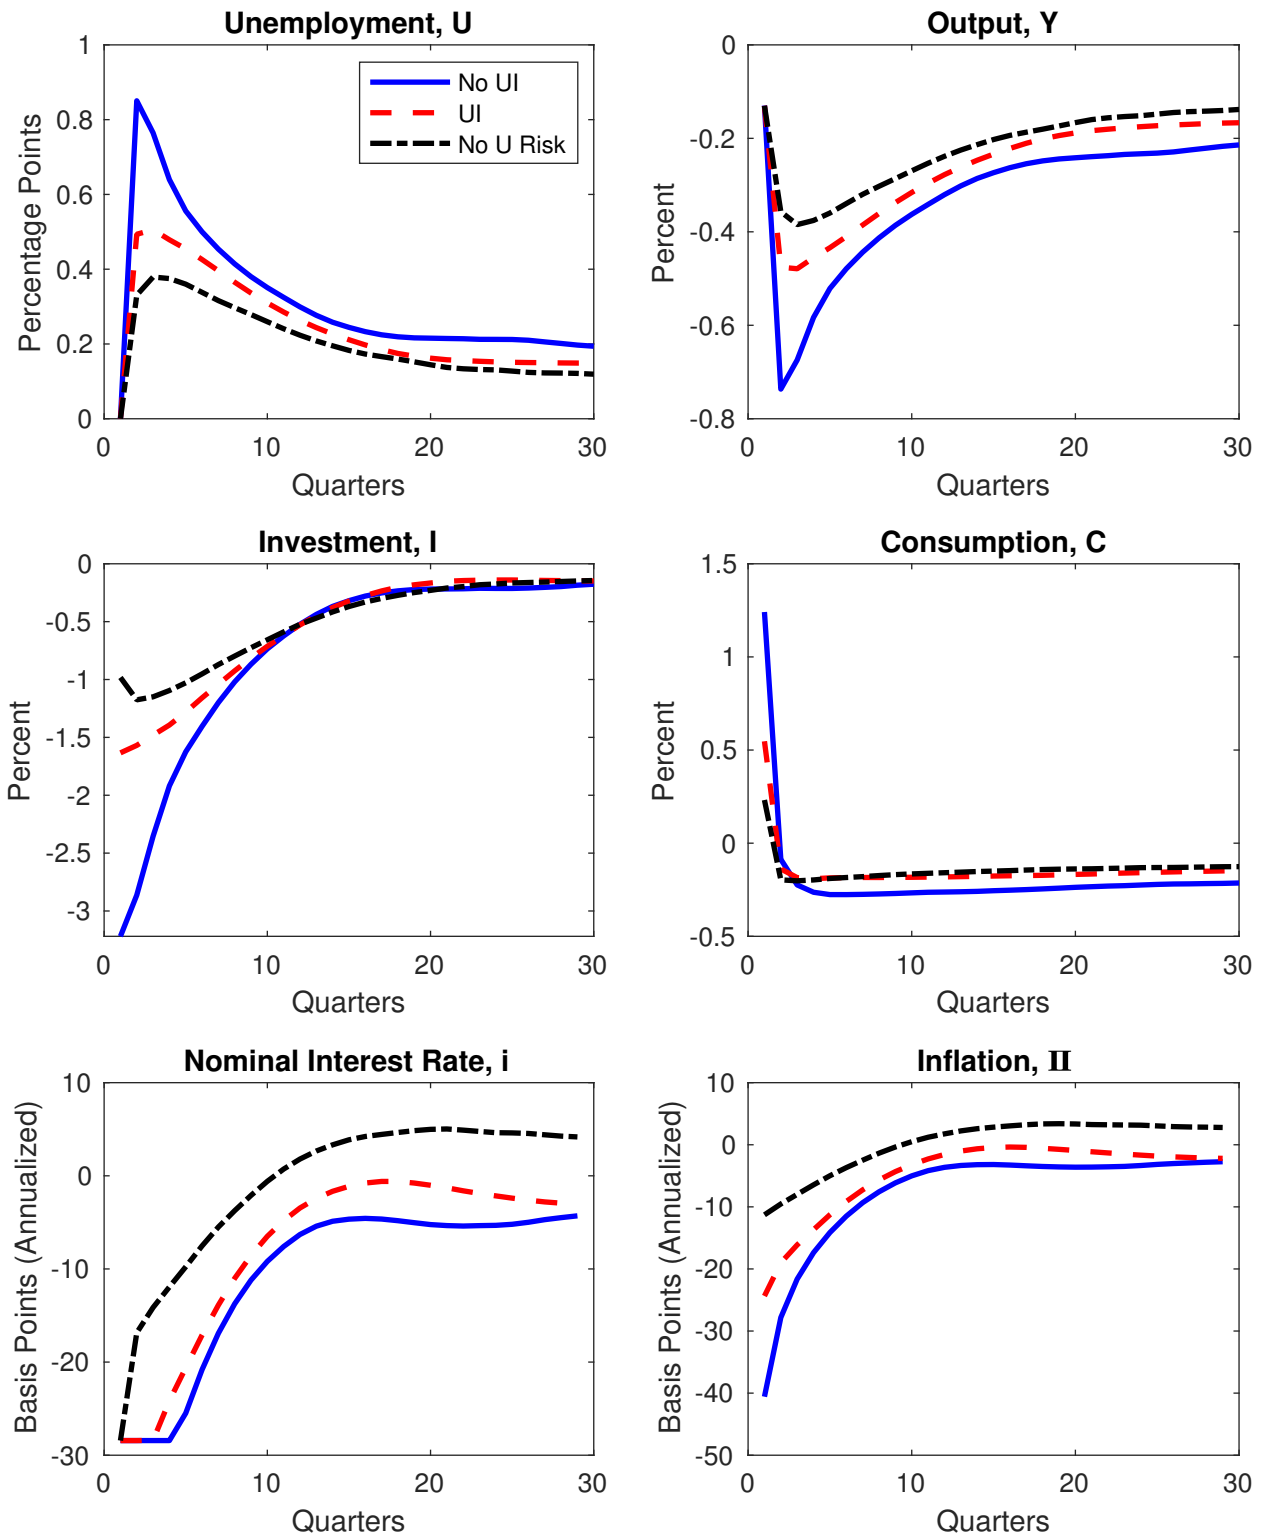 Unemployment, U
1
0.8
0.6
0.4
0.2
0
Percentage Points
No UI
UI
No U Risk
0
10
20
30
Quarters
Output, Y
0
-0.2
-0.4
-0.6
-0.8
Percent
0
10
20
30
Quarters
Investment, I
0
-0.5
-1
-1.5
-2
-2.5
-3
Percent
0
10
20
30
Quarters
Consumption, C
1.5
1
0.5
0
-0.5
Percent
0
10
20
30
Quarters
Nominal Interest Rate, i
10
0
-10
-20
-30
Basis Points (Annualized)
0
10
20
30
Quarters
Inflation, Π
10
0
-10
-20
-30
-40
-50
Basis Points (Annualized)
0
10
20
30
Quarters